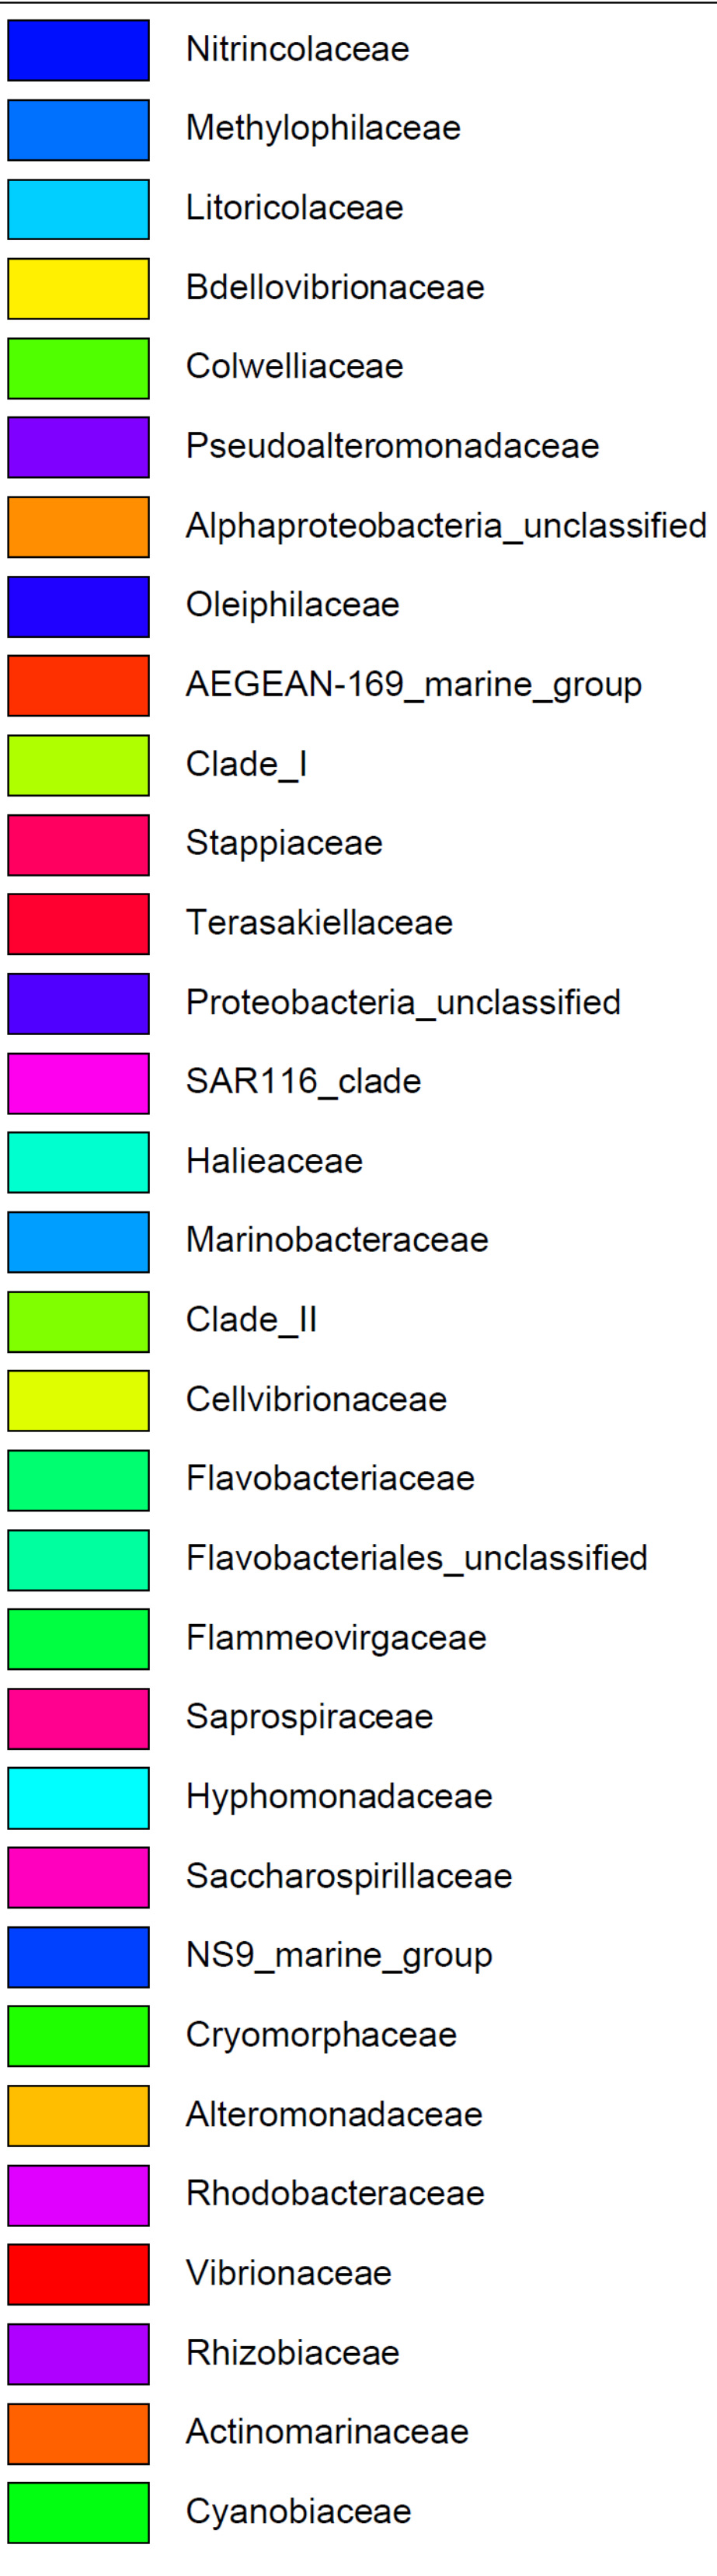 Nitrincolaceae
Methylophilaceae
Litoricolaceae
Bdellovibrionaceae
Colwelliaceae
Pseudoalteromonadaceae
Alphaproteobacteria_unclassified
Oleiphilaceae
AEGEAN-169_marine_group
Clade_I
Stappiaceae
Terasakiellaceae
Proteobacteria_unclassified
SAR116_clade
Halieaceae
Marinobacteraceae
Clade_II
Cellvibrionaceae
Flavobacteriaceae
Flavobacteriales_unclassified
Flammeovirgaceae
Saprospiraceae
Hyphomonadaceae
Saccharospirillaceae
NS9_marine_group
Cryomorphaceae
Alteromonadaceae
Rhodobacteraceae
Vibrionaceae
Rhizobiaceae
Actinomarinaceae
Cyanobiaceae